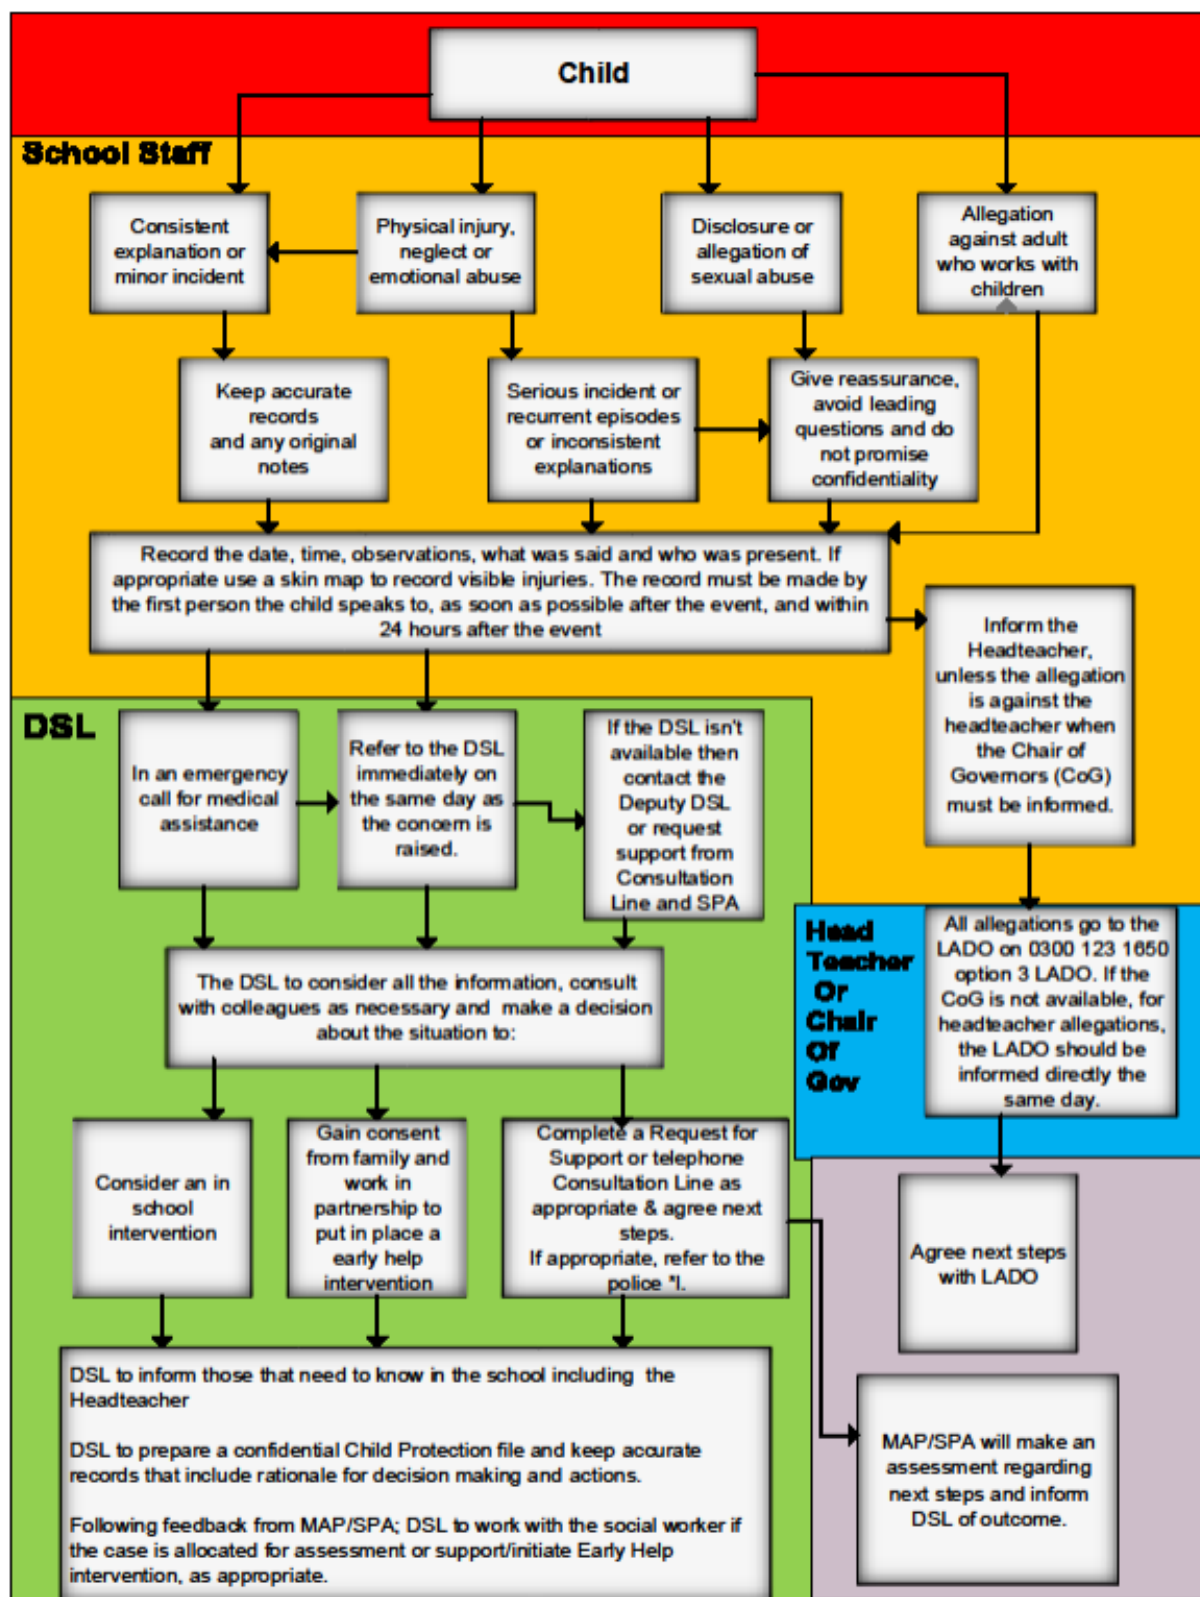 Child
School Staff
Consistent
explanation or
minor incident
Physical injury,
neglect or
emotional abuse
Disclosure or
allegation of
sexual abuse
Allegation
against adult
who works with
children
Keep accurate
records
and any original
notes
Serious incident or
recurrent episodes
or inconsistent
explanations
Give reassurance,
avoid leading
questions and do
not promise
confidentiality
Record the date, time, observations, what was said and who was present. If
appropriate use a skin map to record visible injuries. The record must be made by
the first person the child speaks to, as soon as possible after the event, and within
24 hours after the event
Inform the
Headteacher,
unless the allegation
is against the
headteacher when
the Chair of
Governors (CoG)
must be informed.
DSL
In an emergency
call for medical
assistance
Refer to the DSL
immediately on
the same day as
the concern is
raised.
If the DSL isn't
available then
contact the
Deputy DSL
or request
support from
Consultation
Line and SPA
Head
Teacher
Or
Chair
Of
Gov
All allegations go to the
LADO on 0300 123 1650
option 3 LADO. If the
CoG is not available, for
headteacher allegations,
the LADO should be
informed directly the
same day.
The DSL to consider all the information, consult
with colleagues as necessary and make a decision
about the situation to:
Consider an in
school
intervention
Gain consent
from family and
work in
partnership to
put in place a
early help
intervention
Complete a Request for
Support or telephone
Consultation Line as
appropriate & agree next
steps.
If appropriate, refer to the
police *I.
Agree next steps
with LADO
DSL to inform those that need to know in the school including the
Headteacher
DSL to prepare a confidential Child Protection file and keep accurate
records that include rationale for decision making and actions.
Following feedback from MAP/SPA; DSL to work with the social worker if
the case is allocated for assessment or support/initiate Early Help
intervention, as appropriate.
MAP/SPA will make an
assessment regarding
next steps and inform
DSL of outcome.